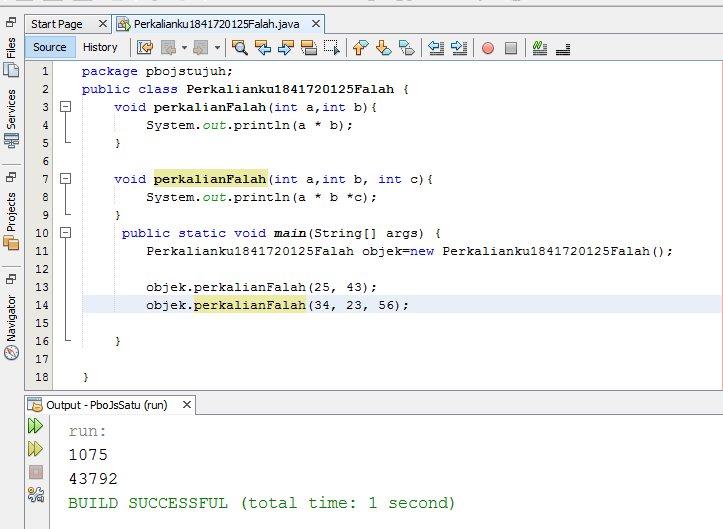 Start Page
Perkalianku1841720125Falah.java
Source History
Files
Services
Projects
Navigator
1 package pbojstujuh;
2 public class Perkalianku1841720125Falah {
3 void perkalianFalah(int a,int b){
4 System.out.println(a * b);
5 }
6
7 void perkalianFalah(int a,int b, int c){
8 System.out.println(a * b *c);
9 }
10 public static void main(String[] args) {
11 Perkalianku1841720125Falah objek=new Perkalianku1841720125Falah();
12
13 objek.perkalianFalah(25, 43);
14 objek.perkalianFalah(34, 23, 56);
15
16 }
17
18 }
Output - PboJsSatu (run)
run:
1075
43792
BUILD SUCCESSFUL (total time: 1 second)